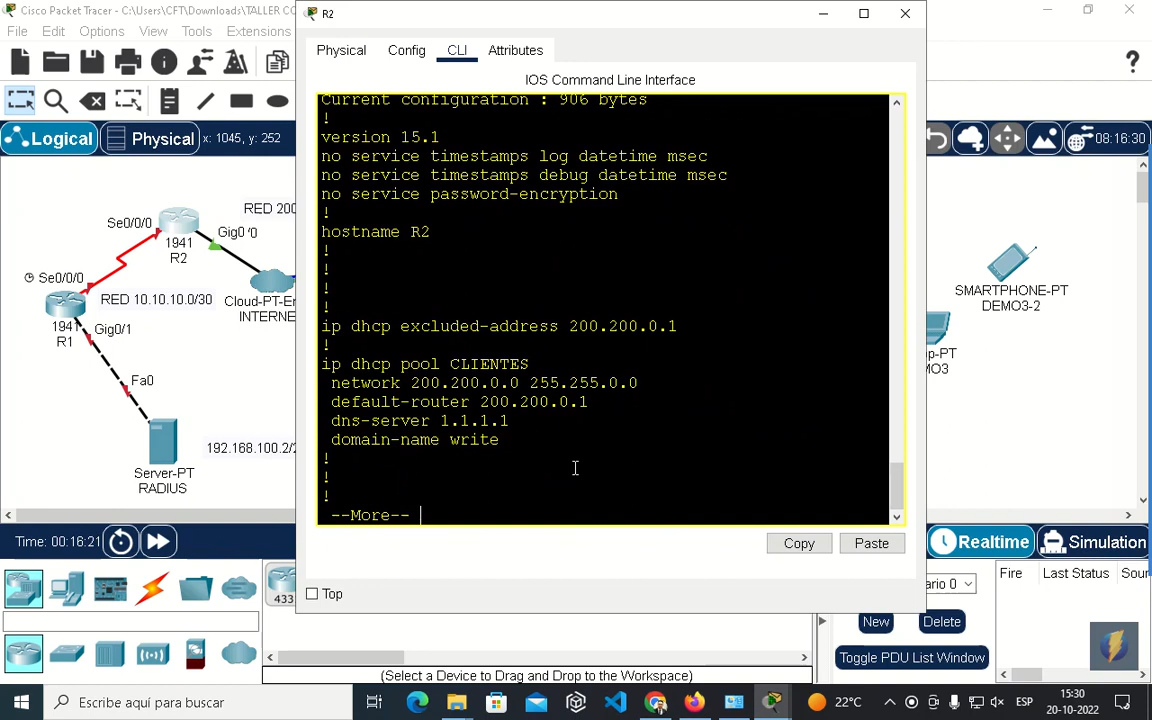 Cisco Packet Tracer - C:\Users\CFT\Downloads\TALLER CO
R2
File Edit Options View Tools Extensions
Physical Config CLI Attributes
IOS Command Line Interface
Logical Physical x: 1045, y: 252
08:16:30
Current configuration : 906 bytes
!
version 15.1
no service timestamps log datetime msec
no service timestamps debug datetime msec
no service password-encryption
!
hostname R2
!
!
!
!
ip dhcp excluded-address 200.200.0.1
!
ip dhcp pool CLIENTES
network 200.200.0.0 255.255.0.0
default-router 200.200.0.1
dns-server 1.1.1.1
domain-name write
!
!
!
--More--
Copy Paste
Top
RED 200
Se0/0/0
Gig0
1941
R2
Se0/0/0
RED 10.10.10.0/30
Cloud-PT-E
INTERNE
1941
R1
Gig0/1
Fa0
192.168.100.2/2
Server-PT
RADIUS
SMARTPHONE-PT
DEMO3-2
p-PT
MO3
Time: 00:16:21
Realtime Simulation
433
ario 0
Fire Last Status Sour
New Delete
Toggle PDU List Window
(Select a Device to Drag and Drop to the Workspace)
Escribe aquí para buscar
22°C
ESP
15:30
20-10-2022